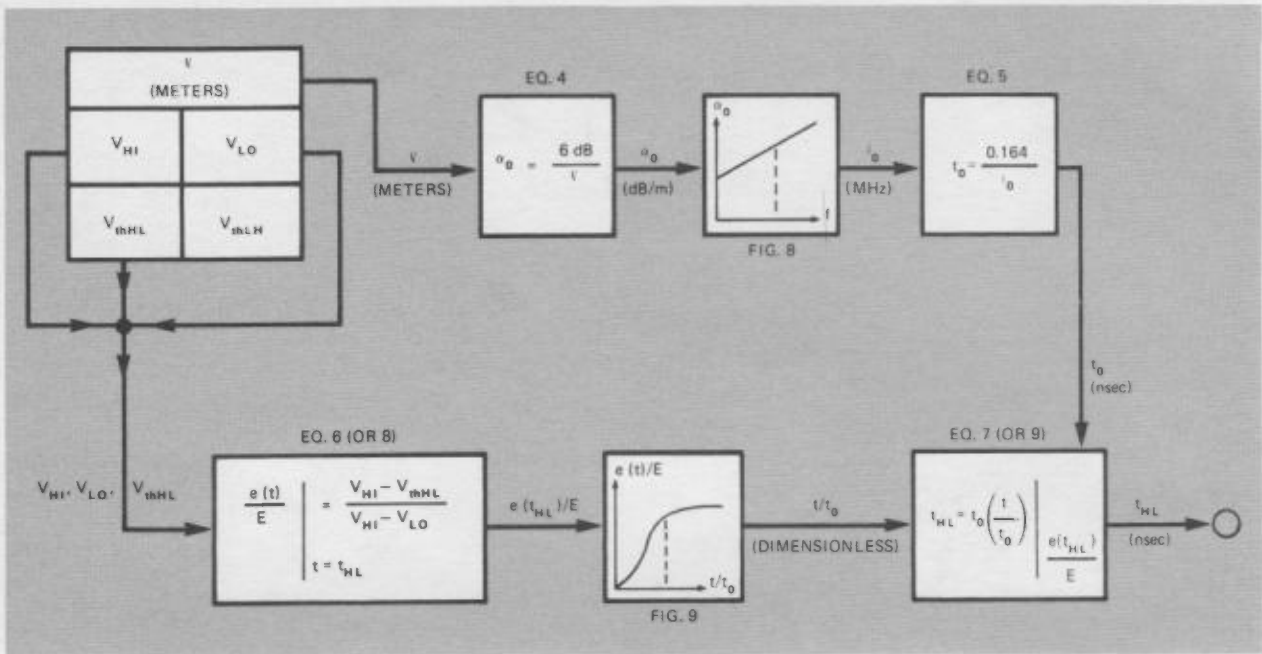 ℓ
(METERS)
V_HI V_LO
V_thHL V_thLH
ℓ
(METERS)
EQ. 4
α₀ = 6 dB / ℓ
α₀
(dB/m)
α₀
f
FIG. 8
f₀
(MHz)
EQ. 5
t₀ = 0.164 / f₀
t₀
(nsec)
V_HI, V_LO, V_thHL
EQ. 6 (OR 8)
e (t) / E | t = t_HL = V_HI − V_thHL / V_HI − V_LO
e (t_HL) /E
e (t)/E
t/t₀
FIG. 9
t/t₀
(DIMENSIONLESS)
EQ. 7 (OR 9)
t_HL = t₀ (t / t₀) | e(t_HL) / E
t_HL
(nsec)